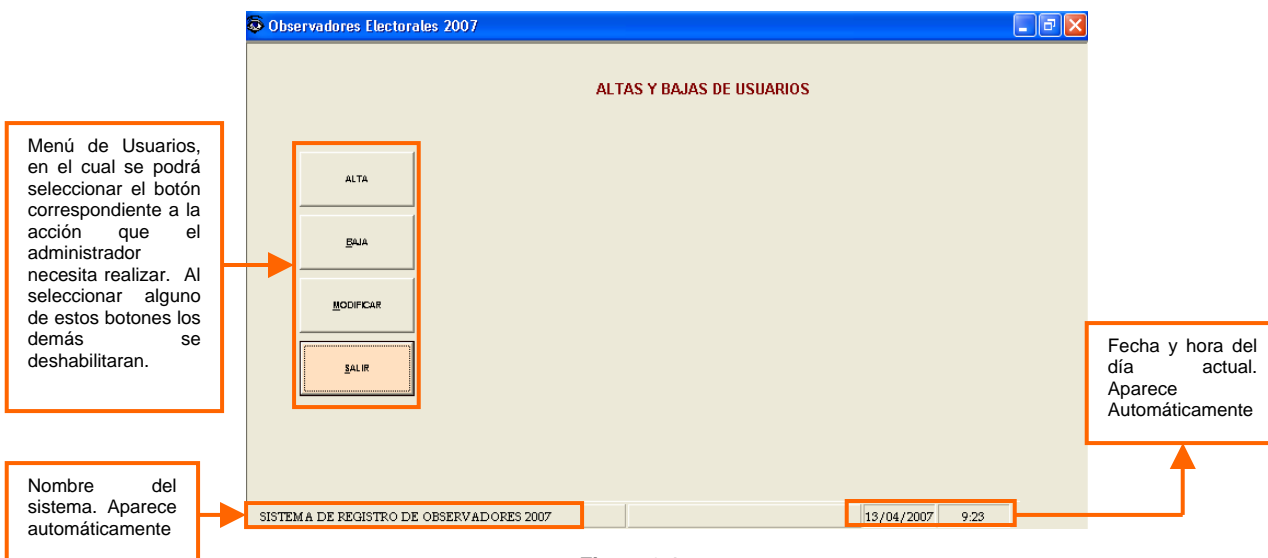 Observadores Electorales 2007
ALTAS Y BAJAS DE USUARIOS
Menú de Usuarios,
en el cual se podrá
seleccionar el botón
correspondiente a la
acción que el
administrador
necesita realizar. Al
seleccionar alguno
de estos botones los
demás se
deshabilitaran.
ALTA
BAJA
MODIFICAR
SALIR
Fecha y hora del
día actual.
Aparece
Automáticamente
Nombre del
sistema. Aparece
automáticamente
SISTEMA DE REGISTRO DE OBSERVADORES 2007
13/04/2007 9:23